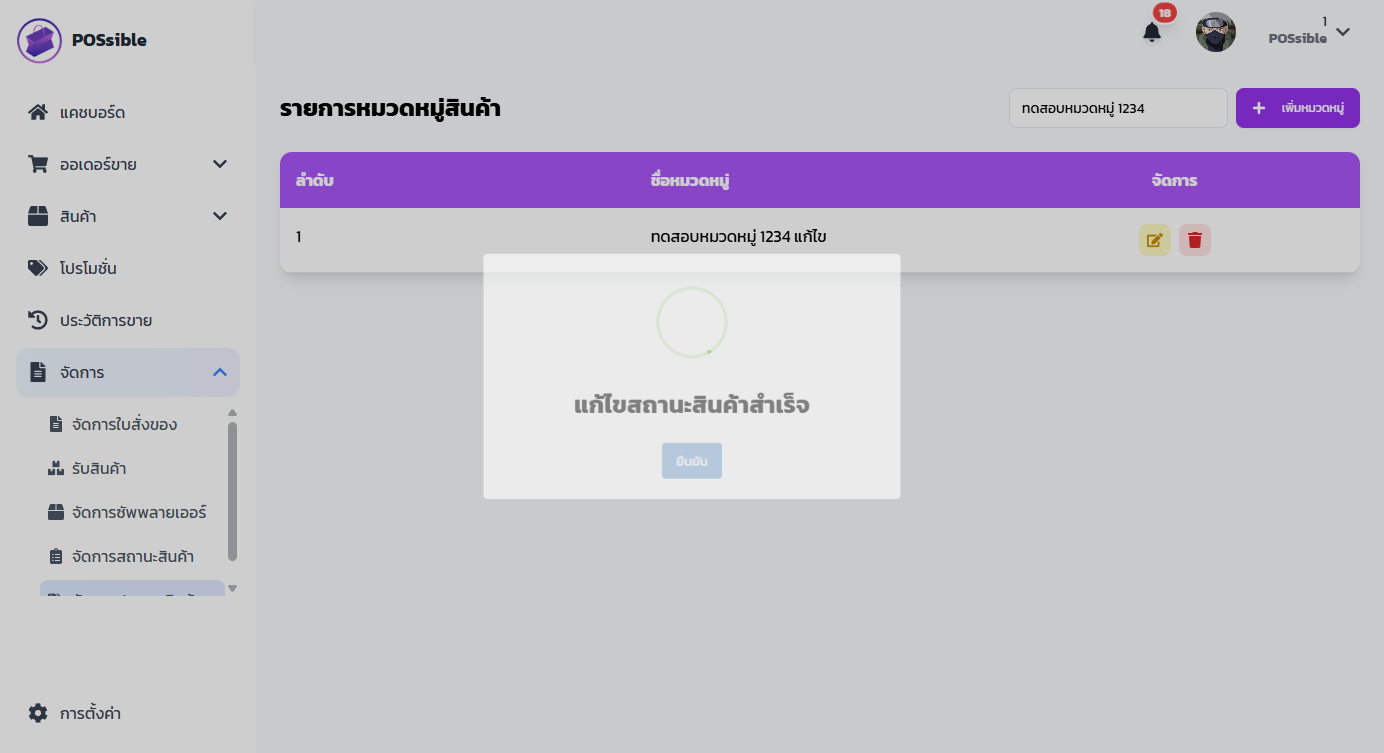 POSsible
18
1
POSsible
แคชบอร์ด
ออเดอร์ขาย
สินค้า
โปรโมชั่น
ประวัติการขาย
จัดการ
จัดการใบสั่งของ
รับสินค้า
จัดการซัพพลายเออร์
จัดการสถานะสินค้า
การตั้งค่า
รายการหมวดหมู่สินค้า
ทดสอบหมวดหมู่ 1234
เพิ่มหมวดหมู่
ลำดับ ชื่อหมวดหมู่ จัดการ
1 ทดสอบหมวดหมู่ 1234 แก้ไข
แก้ไขสถานะสินค้าสำเร็จ
ยืนยัน